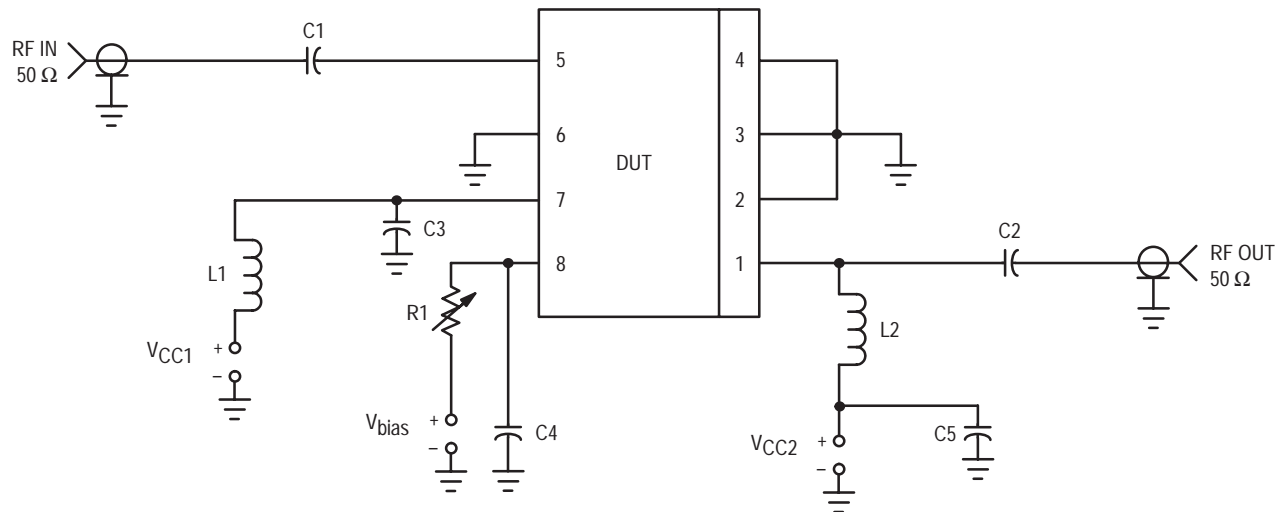 C1
RF IN
50 Ω
5
4
6
3
DUT
7
2
C3
C2
8
1
RF OUT
50 Ω
L1
R1
L2
VCC1
+
–
Vbias
+
–
C4
VCC2
+
–
C5